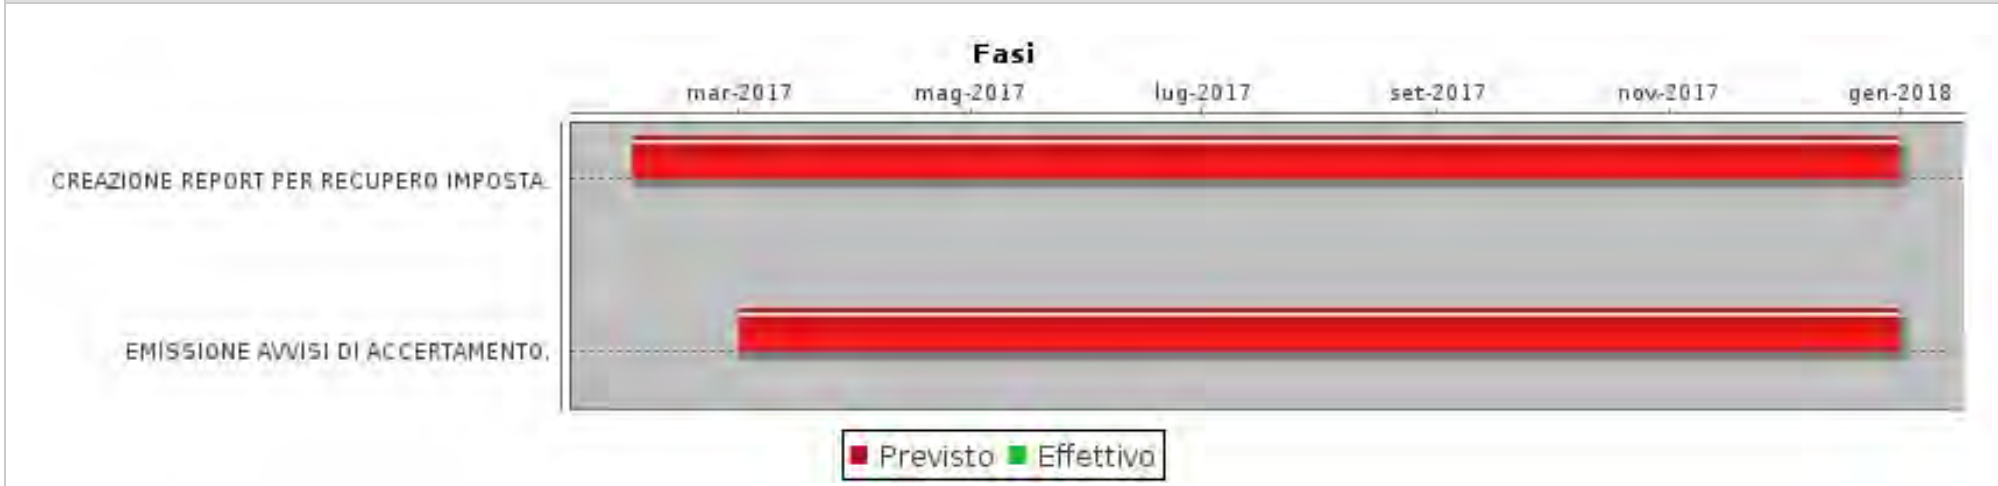 Fasi
mar-2017 mag-2017 lug-2017 set-2017 nov-2017 gen-2018
CREAZIONE REPORT PER RECUPERO IMPOSTA.
EMISSIONE AVVISI DI ACCERTAMENTO.
Previsto Effettivo